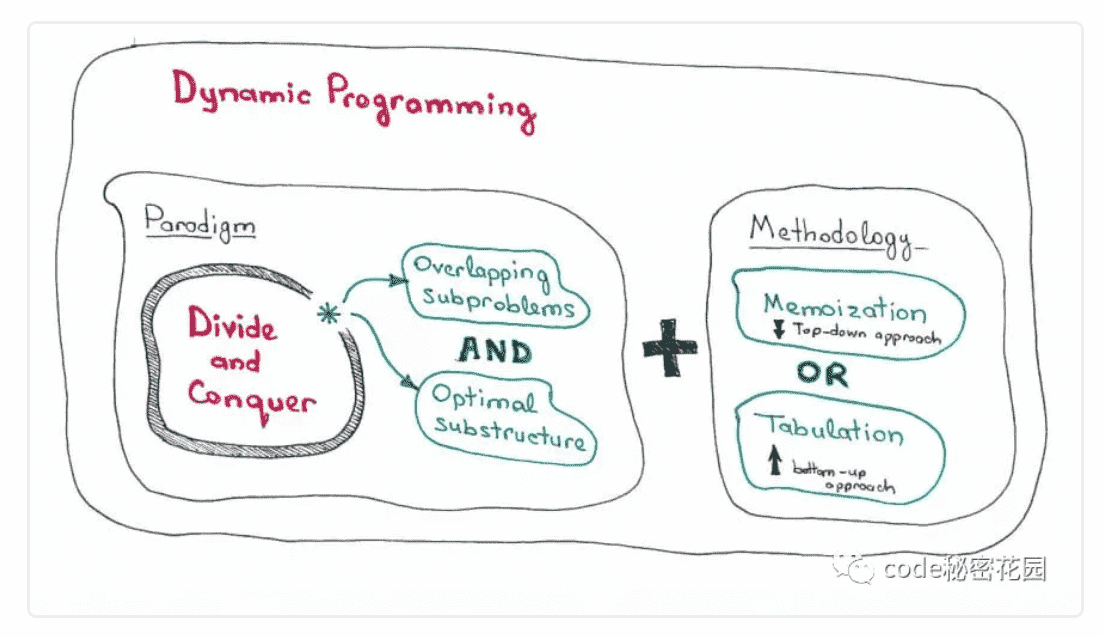 Dynamic Programming
Paradigm
Divide
and
Conquer
*
Overlapping
subproblems
AND
Optimal
substructure
+
Methodology
Memoization
Top-down approach
OR
Tabulation
bottom-up
approach
code秘密花园